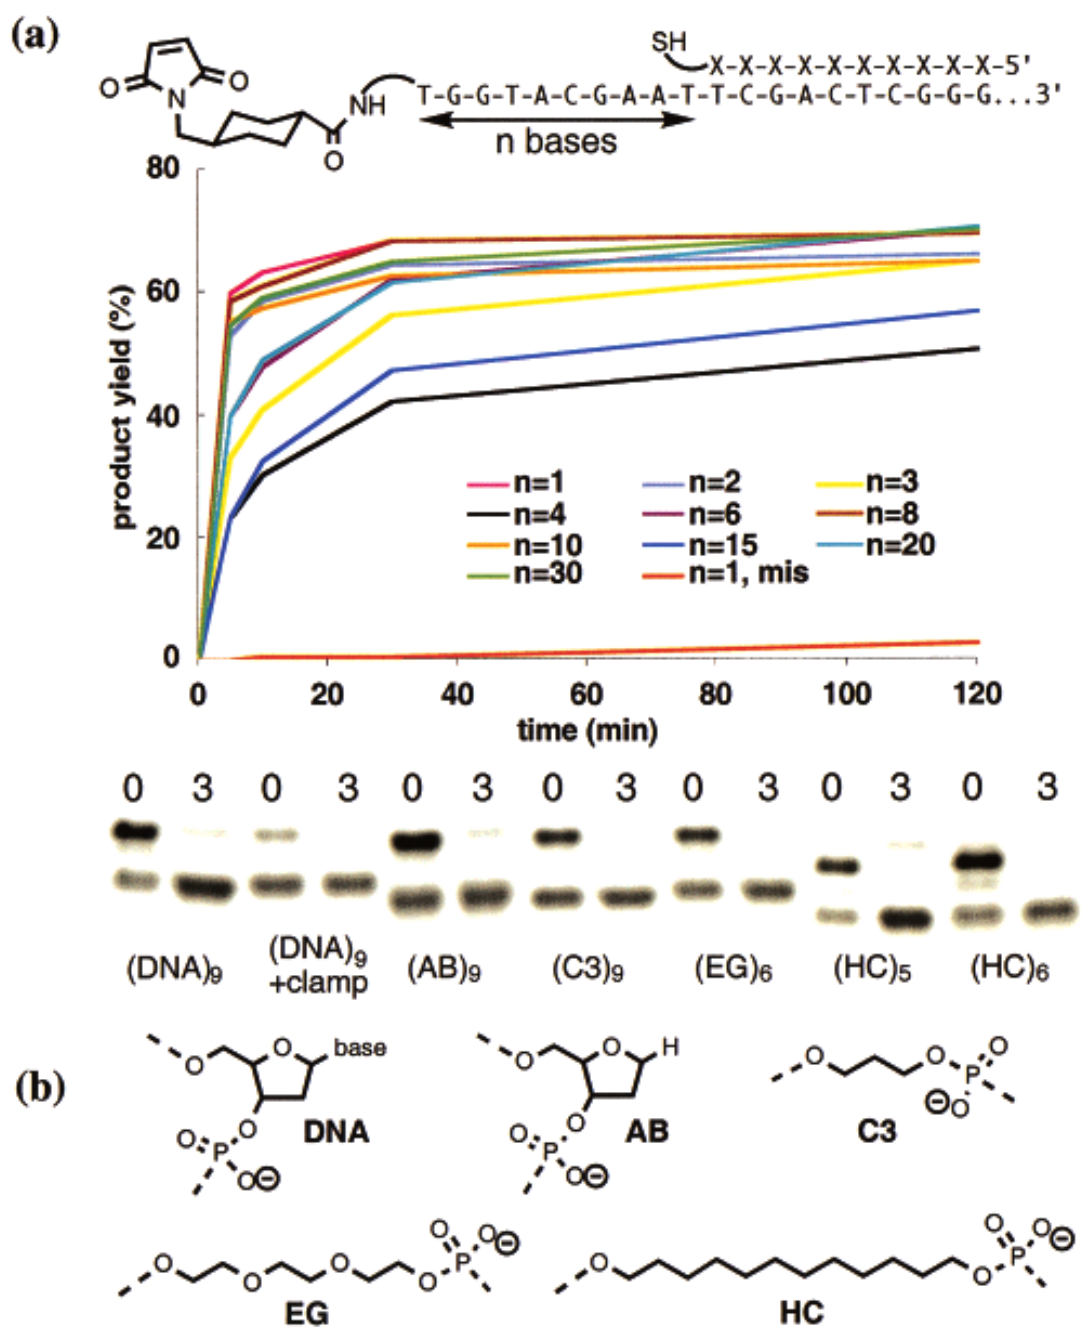 (a)
SH
X-X-X-X-X-X-X-X-X-X-5'
O
N
O
NH
T-G-G-T-A-C-G-A-A-T-T-C-G-A-C-T-C-G-G-G...3'
O
n bases
80
60
40
20
0
product yield (%)
n=1 n=2 n=3
n=4 n=6 n=8
n=10 n=15 n=20
n=30 n=1, mis
0 20 40 60 80 100 120
time (min)
0 3 0 3 0 3 0 3 0 3 0 3 0 3
(DNA)9 (DNA)9 +clamp (AB)9 (C3)9 (EG)6 (HC)5 (HC)6
(b)
O O base
O
O P O⊖
DNA
O O H
O
O P O⊖
AB
O O P O
⊖O
C3
O O O O P O O⊖
EG
O O P O O⊖
HC